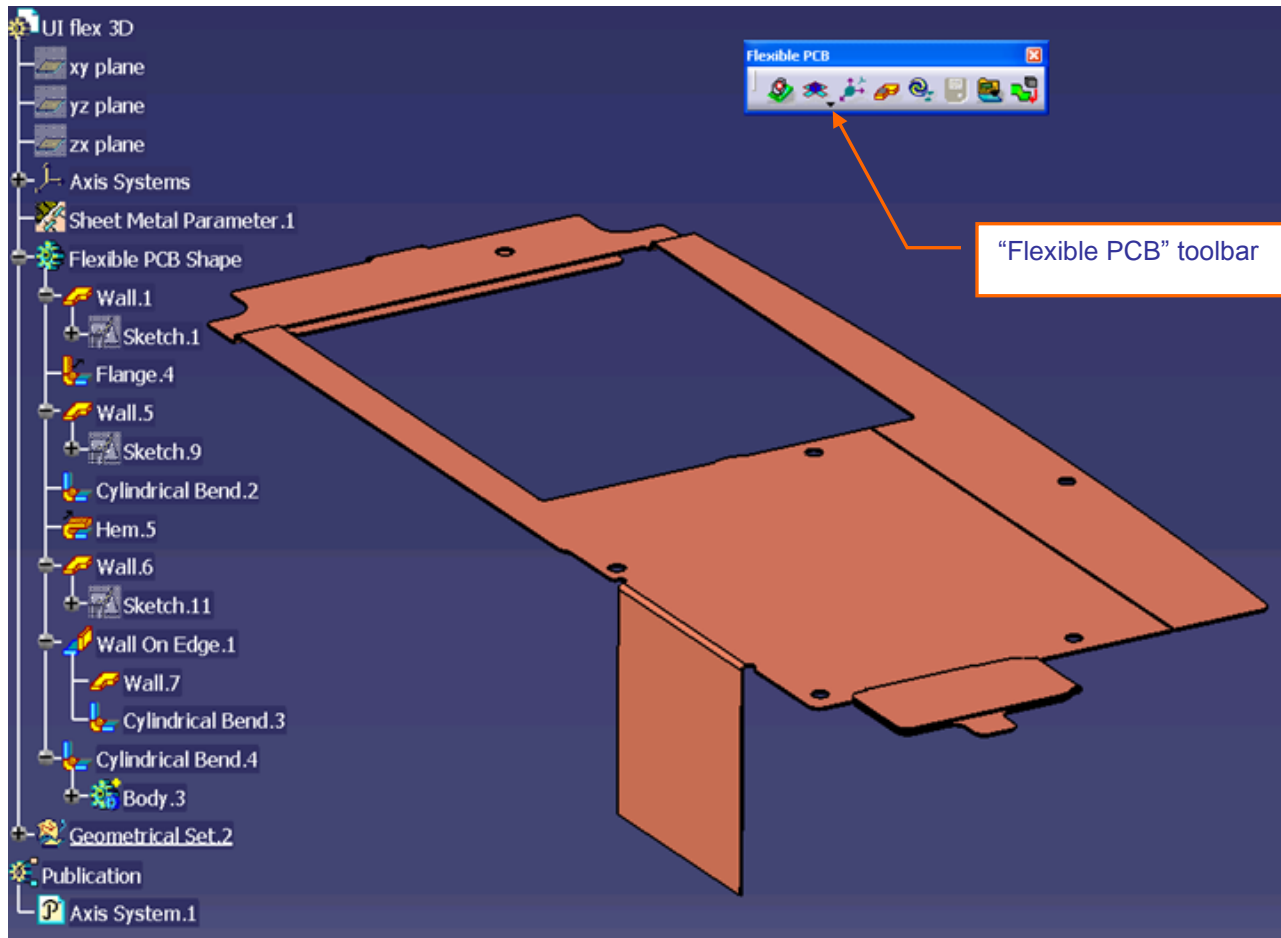 UI flex 3D
xy plane
yz plane
zx plane
Axis Systems
Sheet Metal Parameter.1
Flexible PCB Shape
Wall.1
Sketch.1
Flange.4
Wall.5
Sketch.9
Cylindrical Bend.2
Hem.5
Wall.6
Sketch.11
Wall On Edge.1
Wall.7
Cylindrical Bend.3
Cylindrical Bend.4
Body.3
Geometrical Set.2
Publication
Axis System.1
Flexible PCB
“Flexible PCB” toolbar